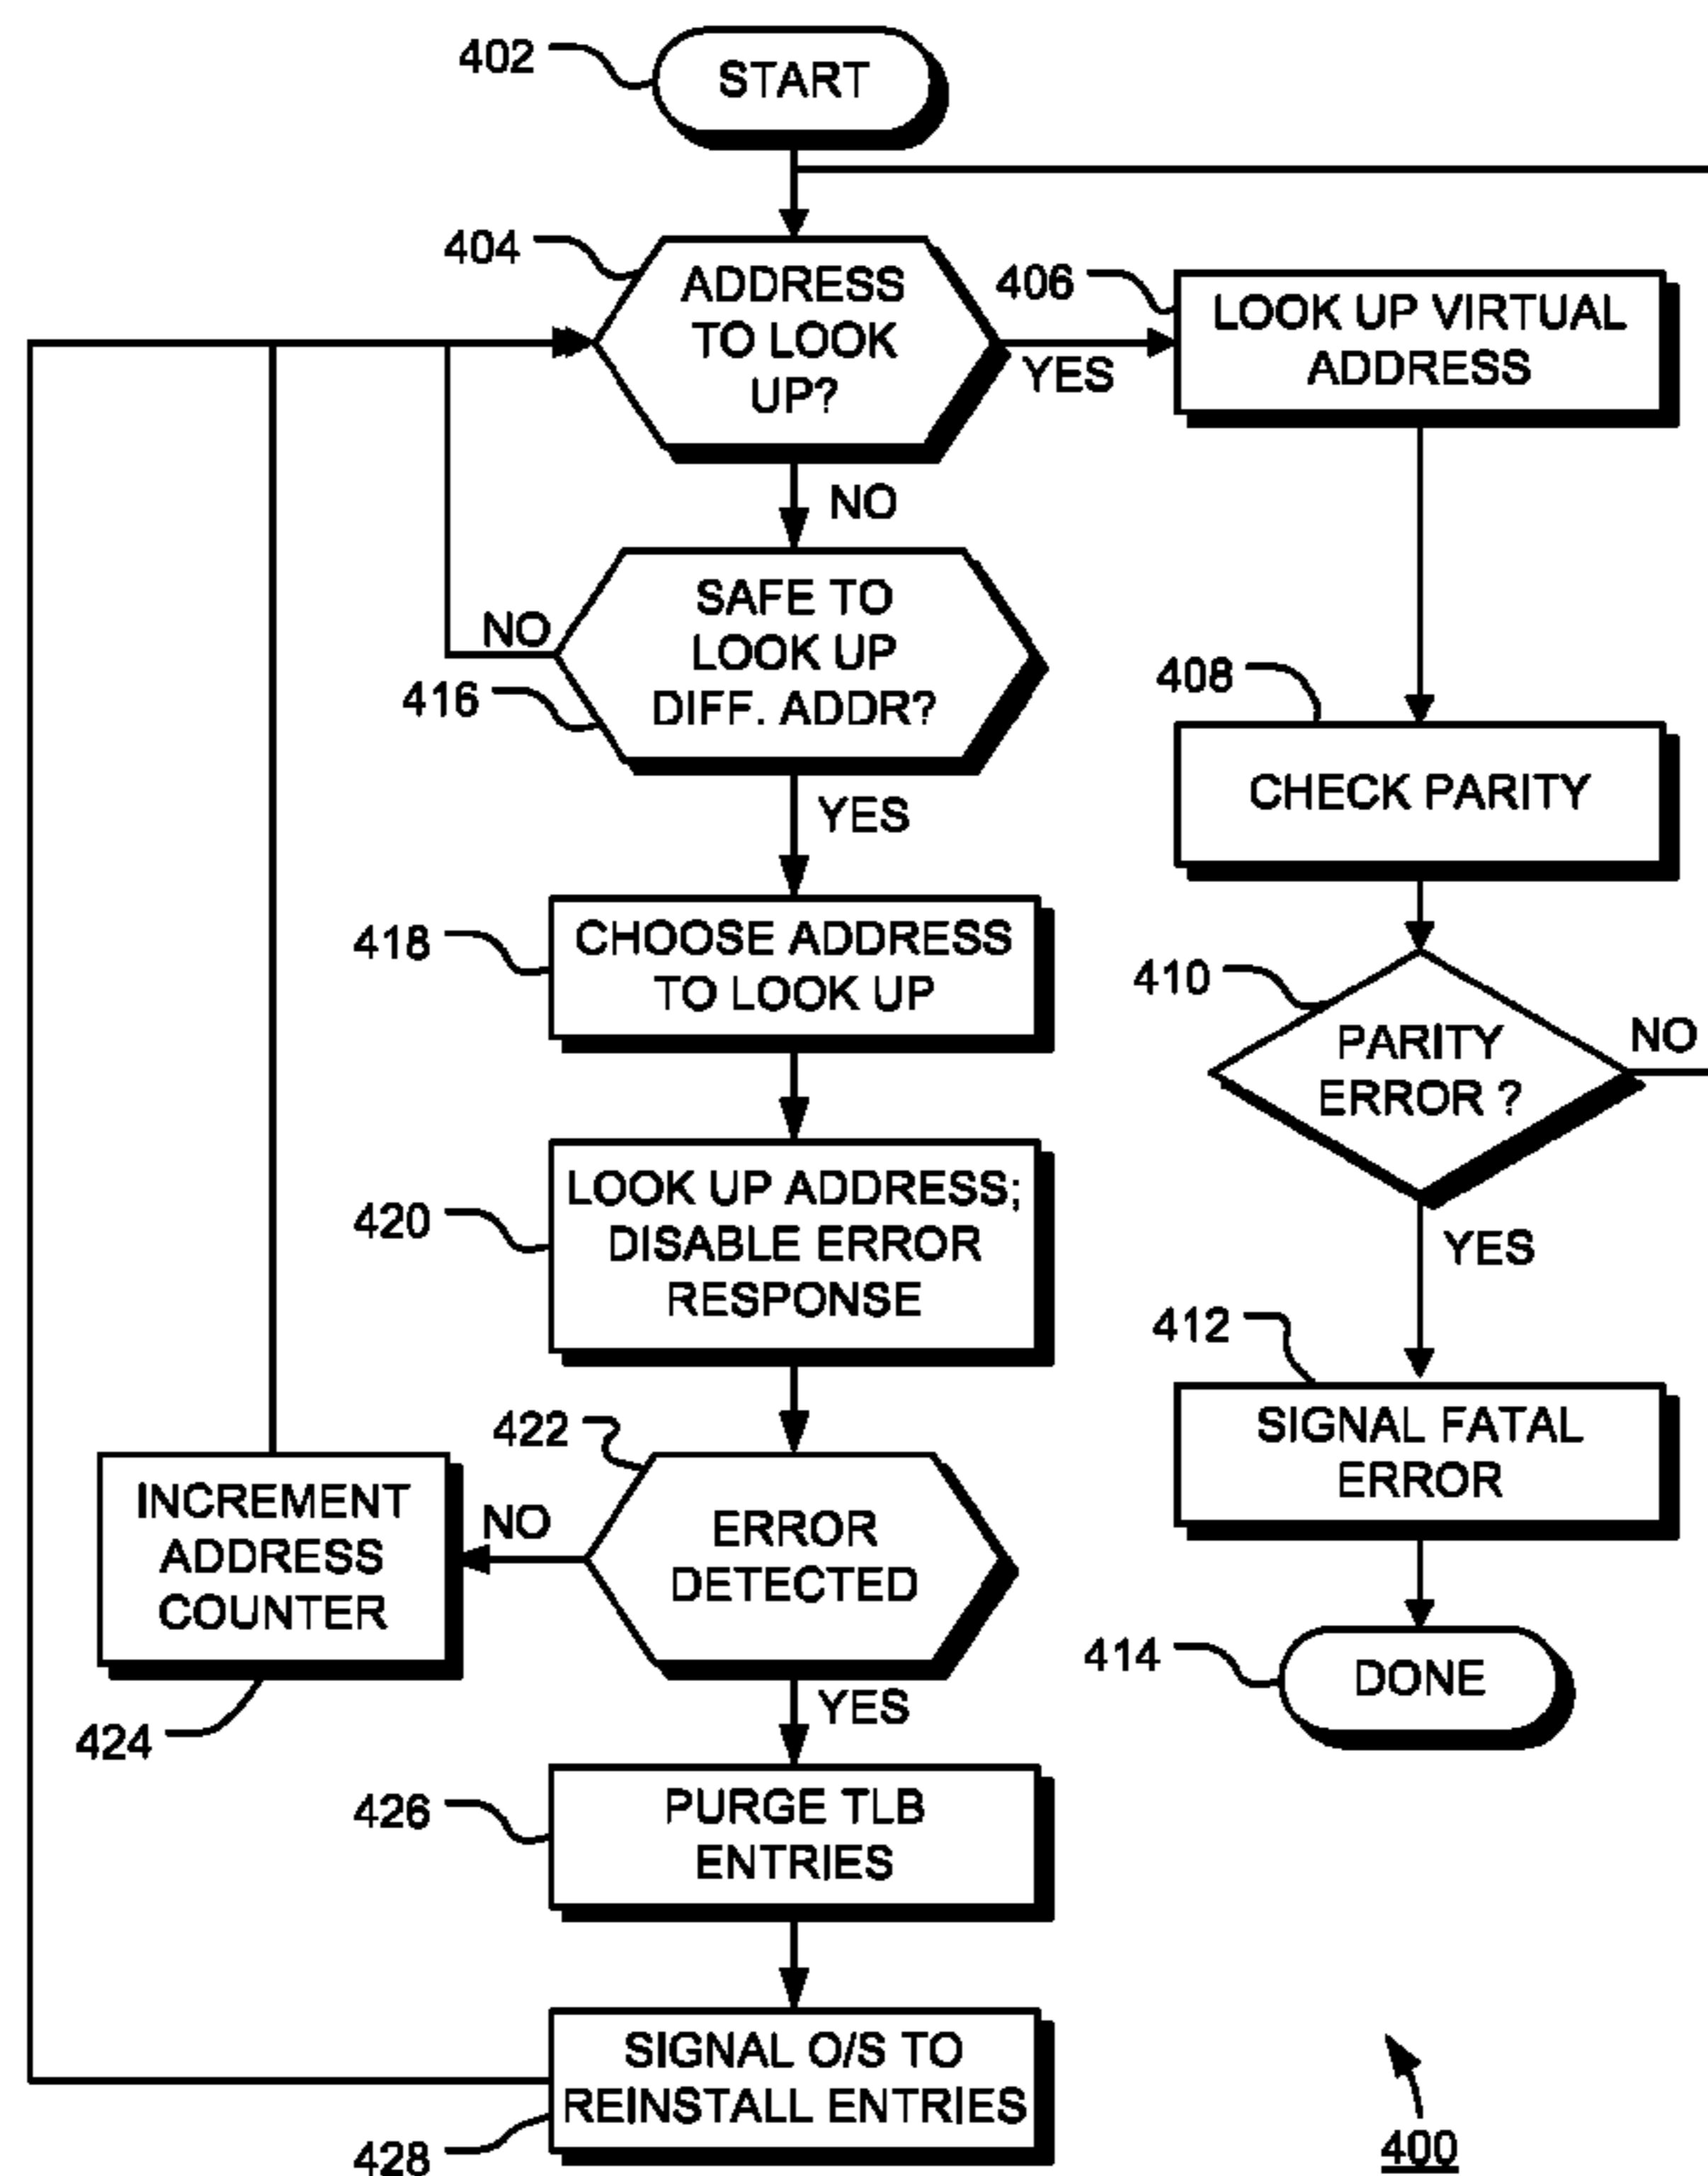 402
START
404
ADDRESS
TO LOOK
UP?
YES
406
LOOK UP VIRTUAL
ADDRESS
NO
SAFE TO
LOOK UP
DIFF. ADDR?
NO
416
YES
408
CHECK PARITY
418
CHOOSE ADDRESS
TO LOOK UP
410
PARITY
ERROR ?
NO
YES
420
LOOK UP ADDRESS;
DISABLE ERROR
RESPONSE
412
SIGNAL FATAL
ERROR
422
ERROR
DETECTED
NO
INCREMENT
ADDRESS
COUNTER
424
YES
414
DONE
426
PURGE TLB
ENTRIES
SIGNAL O/S TO
REINSTALL ENTRIES
428
400